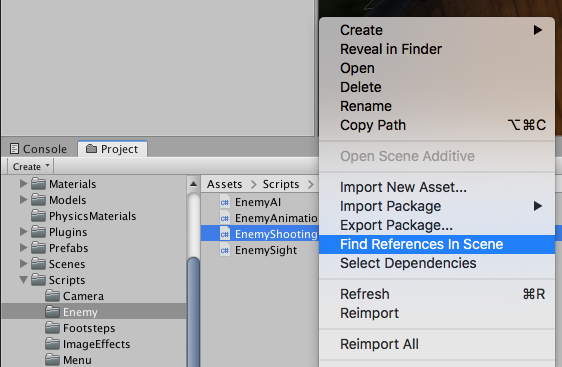 Create
Reveal in Finder
Open
Delete
Rename
Copy Path ⌥⌘C
Open Scene Additive
Import New Asset...
Import Package
Export Package...
Find References In Scene
Select Dependencies
Refresh ⌘R
Reimport
Reimport All
Console Project
Create
Materials
Models
PhysicsMaterials
Plugins
Prefabs
Scenes
Scripts
Camera
Enemy
Footsteps
ImageEffects
Menu
Assets > Scripts >
C# EnemyAI
C# EnemyAnimatio
C# EnemyShooting
C# EnemySight